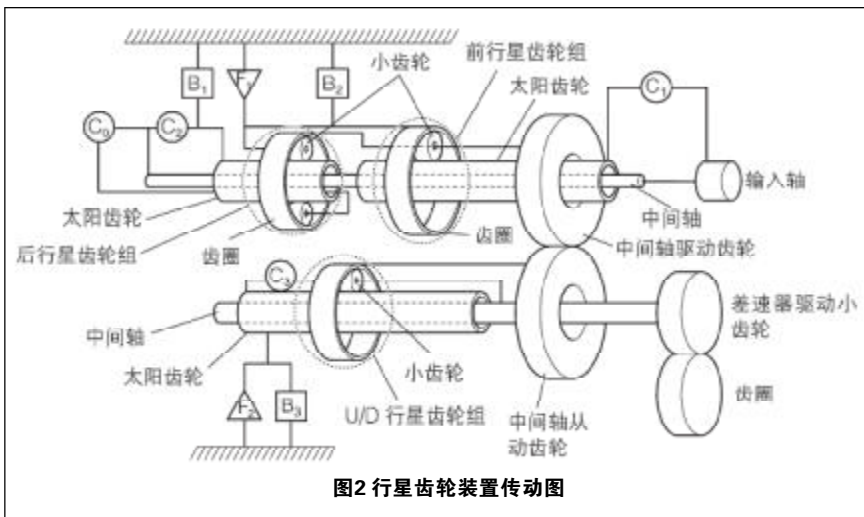 小齿轮
前行星齿轮组
太阳齿轮
B₁
F₁
B₂
C₁
C₀
C₂
输入轴
太阳齿轮
后行星齿轮组
齿圈
齿圈
中间轴
中间轴驱动齿轮
C₃
差速器驱动小
齿轮
中间轴
太阳齿轮
小齿轮
F₂
B₃
U/D 行星齿轮组
中间轴从
动齿轮
齿圈
图2 行星齿轮装置传动图